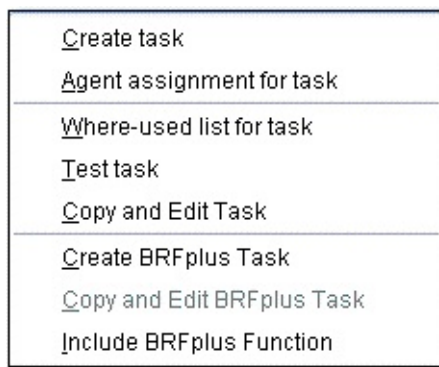 Create task
Agent assignment for task
Where-used list for task
Test task
Copy and Edit Task
Create BRFplus Task
Copy and Edit BRFplus Task
Include BRFplus Function